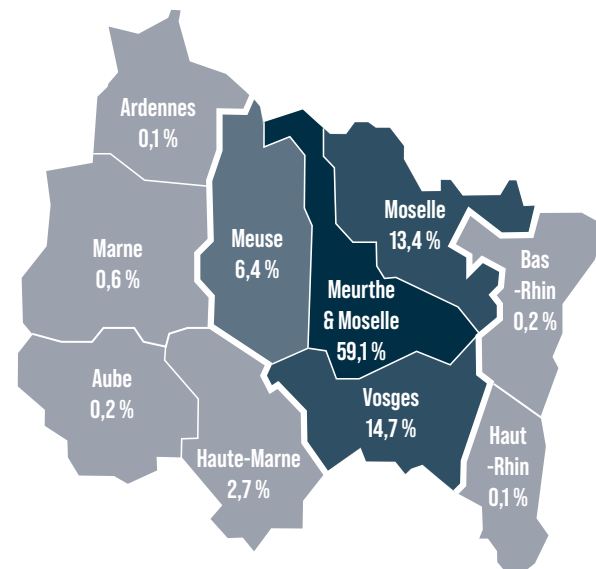 Ardennes
0,1 %
Marne
0,6 %
Meuse
6,4 %
Moselle
13,4 %
Meurthe
& Moselle
59,1 %
Bas
-Rhin
0,2 %
Aube
0,2 %
Haute-Marne
2,7 %
Vosges
14,7 %
Haut
-Rhin
0,1 %